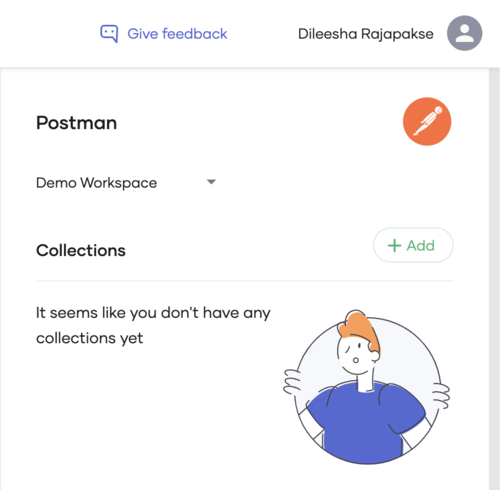 Give feedback
Dileesha Rajapakse
Postman
Demo Workspace
Collections
+ Add
It seems like you don't have any
collections yet